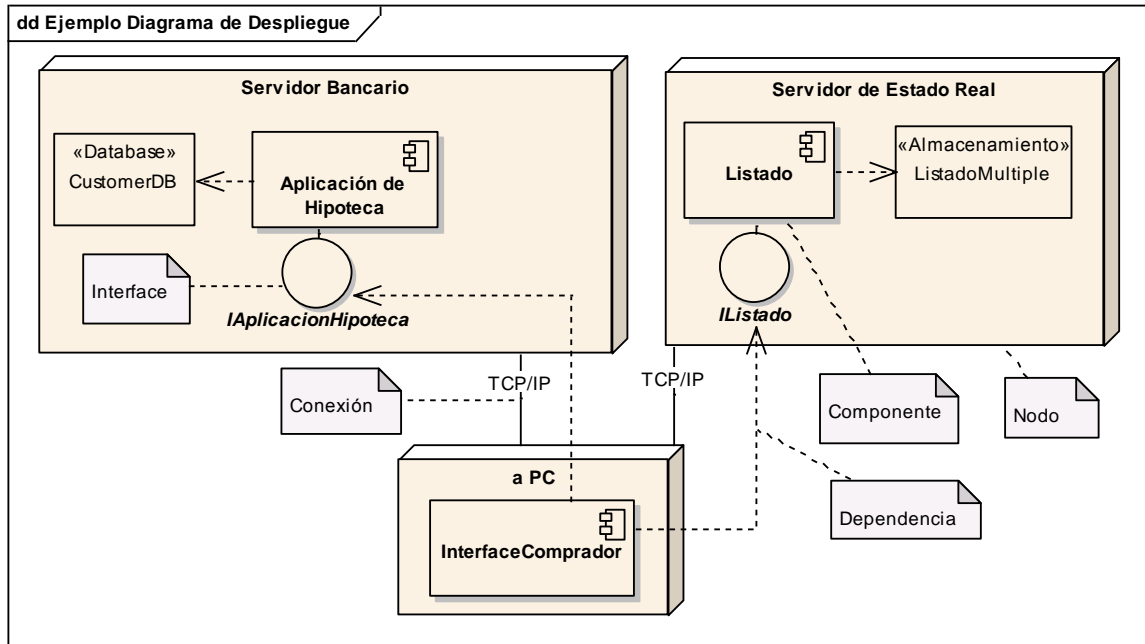 dd Ejemplo Diagrama de Despliegue
Servidor Bancario
«Database»
CustomerDB
Aplicación de
Hipoteca
Interface
IAplicacionHipoteca
Servidor de Estado Real
Listado
«Almacenamiento»
ListadoMultiple
IListado
TCP/IP
TCP/IP
Conexión
Componente
Nodo
a PC
InterfaceComprador
Dependencia